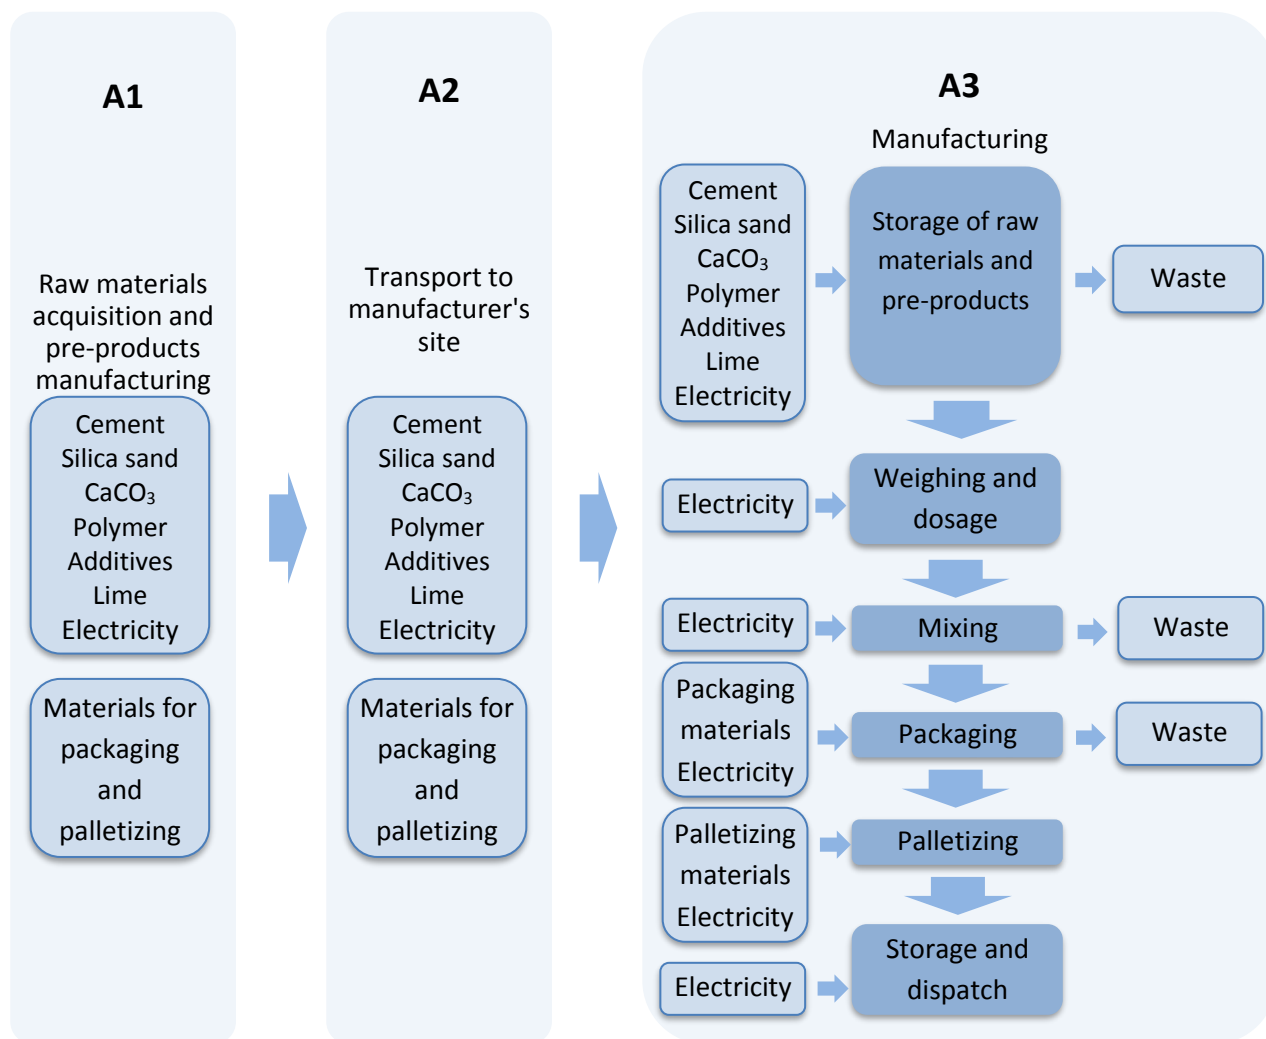 A1
Raw materials
acquisition and
pre-products
manufacturing
Cement
Silica sand
CaCO₃
Polymer
Additives
Lime
Electricity
Materials for
packaging
and
palletizing
A2
Transport to
manufacturer's
site
Cement
Silica sand
CaCO₃
Polymer
Additives
Lime
Electricity
Materials for
packaging
and
palletizing
A3
Manufacturing
Cement
Silica sand
CaCO₃
Polymer
Additives
Lime
Electricity
Storage of raw
materials and
pre-products
Waste
Electricity
Weighing and
dosage
Electricity
Mixing
Waste
Packaging
materials
Electricity
Packaging
Waste
Palletizing
materials
Electricity
Palletizing
Electricity
Storage and
dispatch